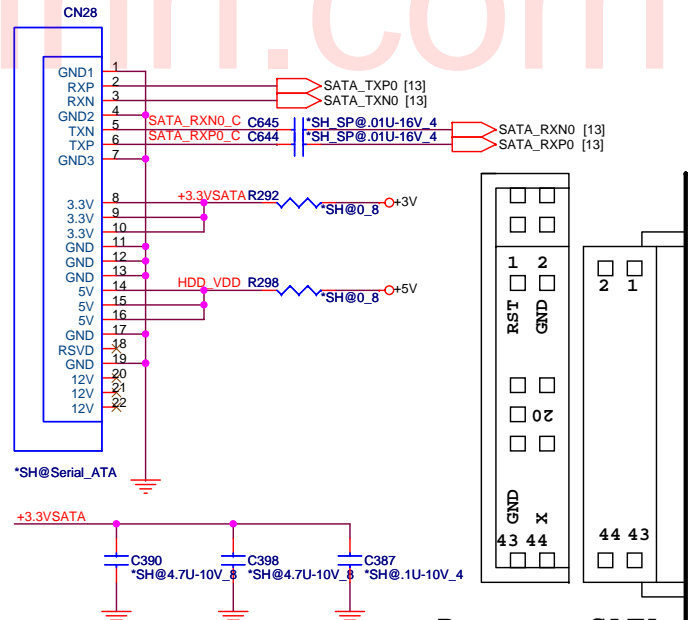 inin.com
CN28
GND1 1
RXP 2 SATA_TXP0 [13]
RXN 3 SATA_TXN0 [13]
GND2 4
TXN 5 SATA_RXN0_C C645 *SH_SP@.01U-16V_4 SATA_RXN0 [13]
TXP 6 SATA_RXP0_C C644 *SH_SP@.01U-16V_4 SATA_RXP0 [13]
GND3 7
3.3V 8 +3.3VSATA R292 *SH@0_8 +3V
3.3V 9
3.3V 10
GND 11
GND 12
GND 13
5V 14 HDD_VDD R298 *SH@0_8 +5V
5V 15
5V 16
GND 17
RSVD 18
GND 19
12V 20
12V 21
12V 22
*SH@Serial_ATA
+3.3VSATA
C390 *SH@4.7U-10V_8
C398 *SH@4.7U-10V_8
C387 *SH@.1U-10V_4
1 2
RST GND
20
GND X
43 44
2 1
44 43